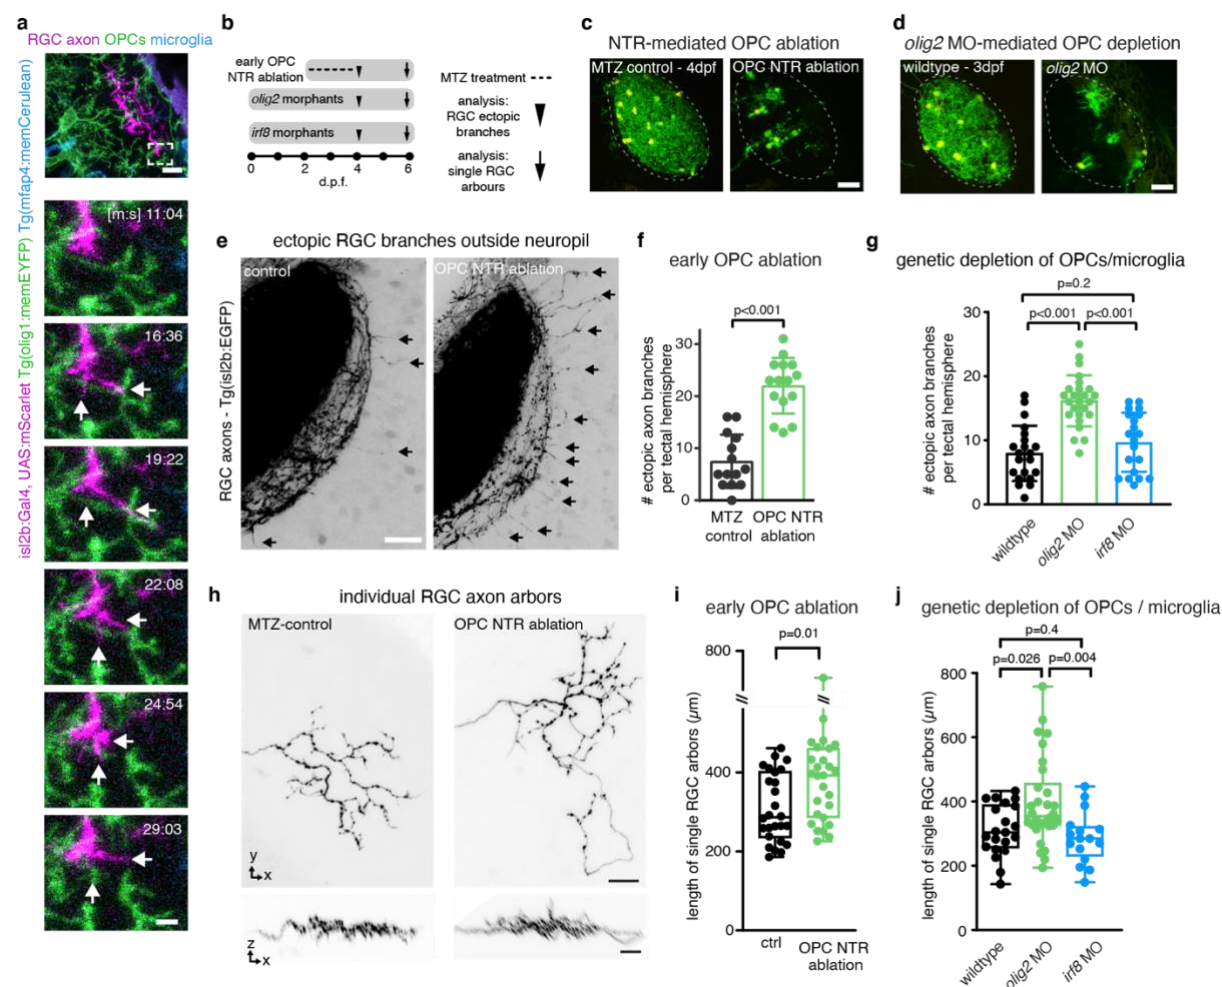 a
RGC axon OPCs microglia
isl2b:Gal4, UAS:mScarlet Tg(olig1:memEYFP) Tg(mfap4:memCerulean)
[m:s] 11:04
16:36
19:22
22:08
24:54
29:03
b
early OPC
NTR ablation
olig2 morphants
irf8 morphants
0 2 4 6
d.p.f.
MTZ treatment
analysis:
RGC ectopic
branches
analysis:
single RGC
arbours
c
NTR-mediated OPC ablation
MTZ control - 4dpf
OPC NTR ablation
d
olig2 MO-mediated OPC depletion
wildtype - 3dpf
olig2 MO
e
ectopic RGC branches outside neuropil
RGC axons - Tg(isl2b:EGFP)
control
OPC NTR ablation
f
early OPC ablation
p<0.001
# ectopic axon branches
per tectal hemisphere
30
20
10
0
MTZ
control
OPC NTR
ablation
g
genetic depletion of OPCs/microglia
p=0.2
p<0.001
p<0.001
# ectopic axon branches
per tectal hemisphere
30
20
10
0
wildtype
olig2 MO
irf8 MO
h
individual RGC axon arbors
MTZ-control
OPC NTR ablation
y
x
z
x
i
early OPC ablation
p=0.01
length of single RGC arbors (µm)
800
400
200
0
ctrl
OPC NTR
ablation
j
genetic depletion of OPCs / microglia
p=0.4
p=0.026
p=0.004
length of single RGC arbors (µm)
800
600
400
200
0
wildtype
olig2 MO
irf8 MO